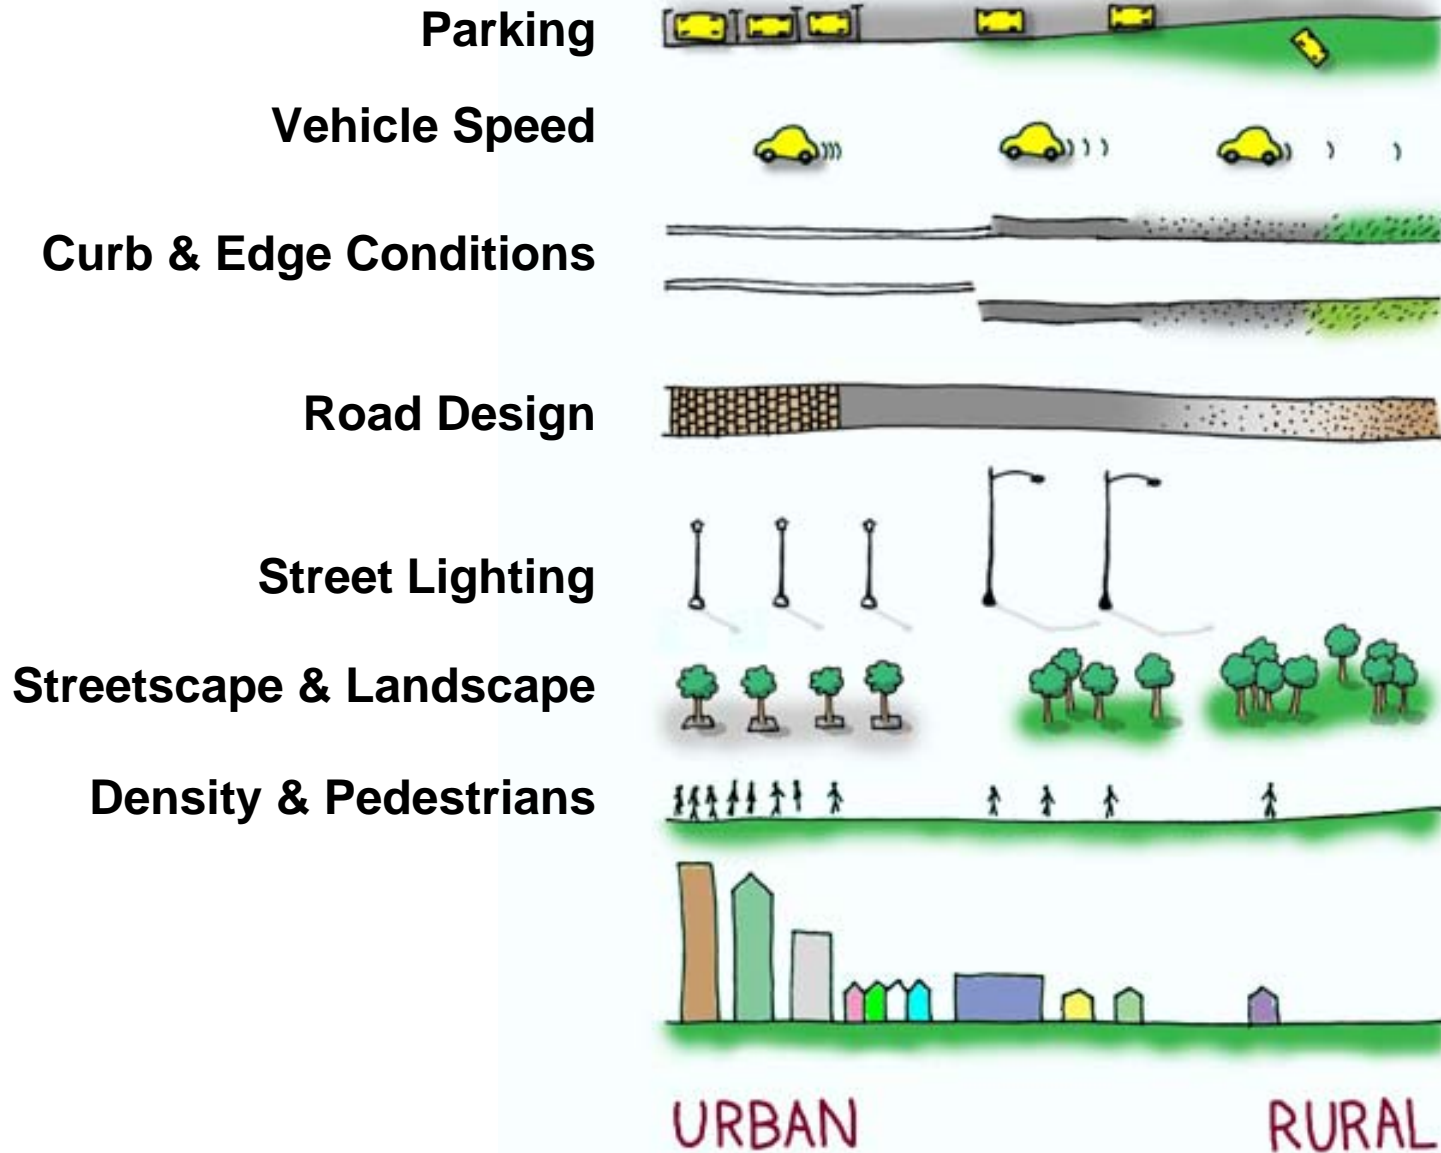 Parking
Vehicle Speed
Curb & Edge Conditions
Road Design
Street Lighting
Streetscape & Landscape
Density & Pedestrians
URBAN RURAL